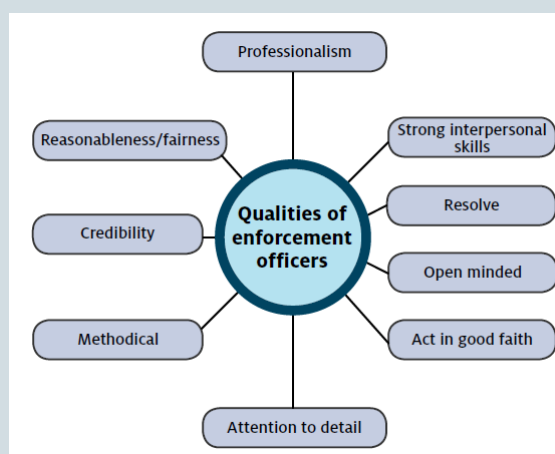 Professionalism
Reasonableness/fairness
Strong interpersonal
skills
Credibility
Qualities of
enforcement
officers
Resolve
Open minded
Methodical
Act in good faith
Attention to detail